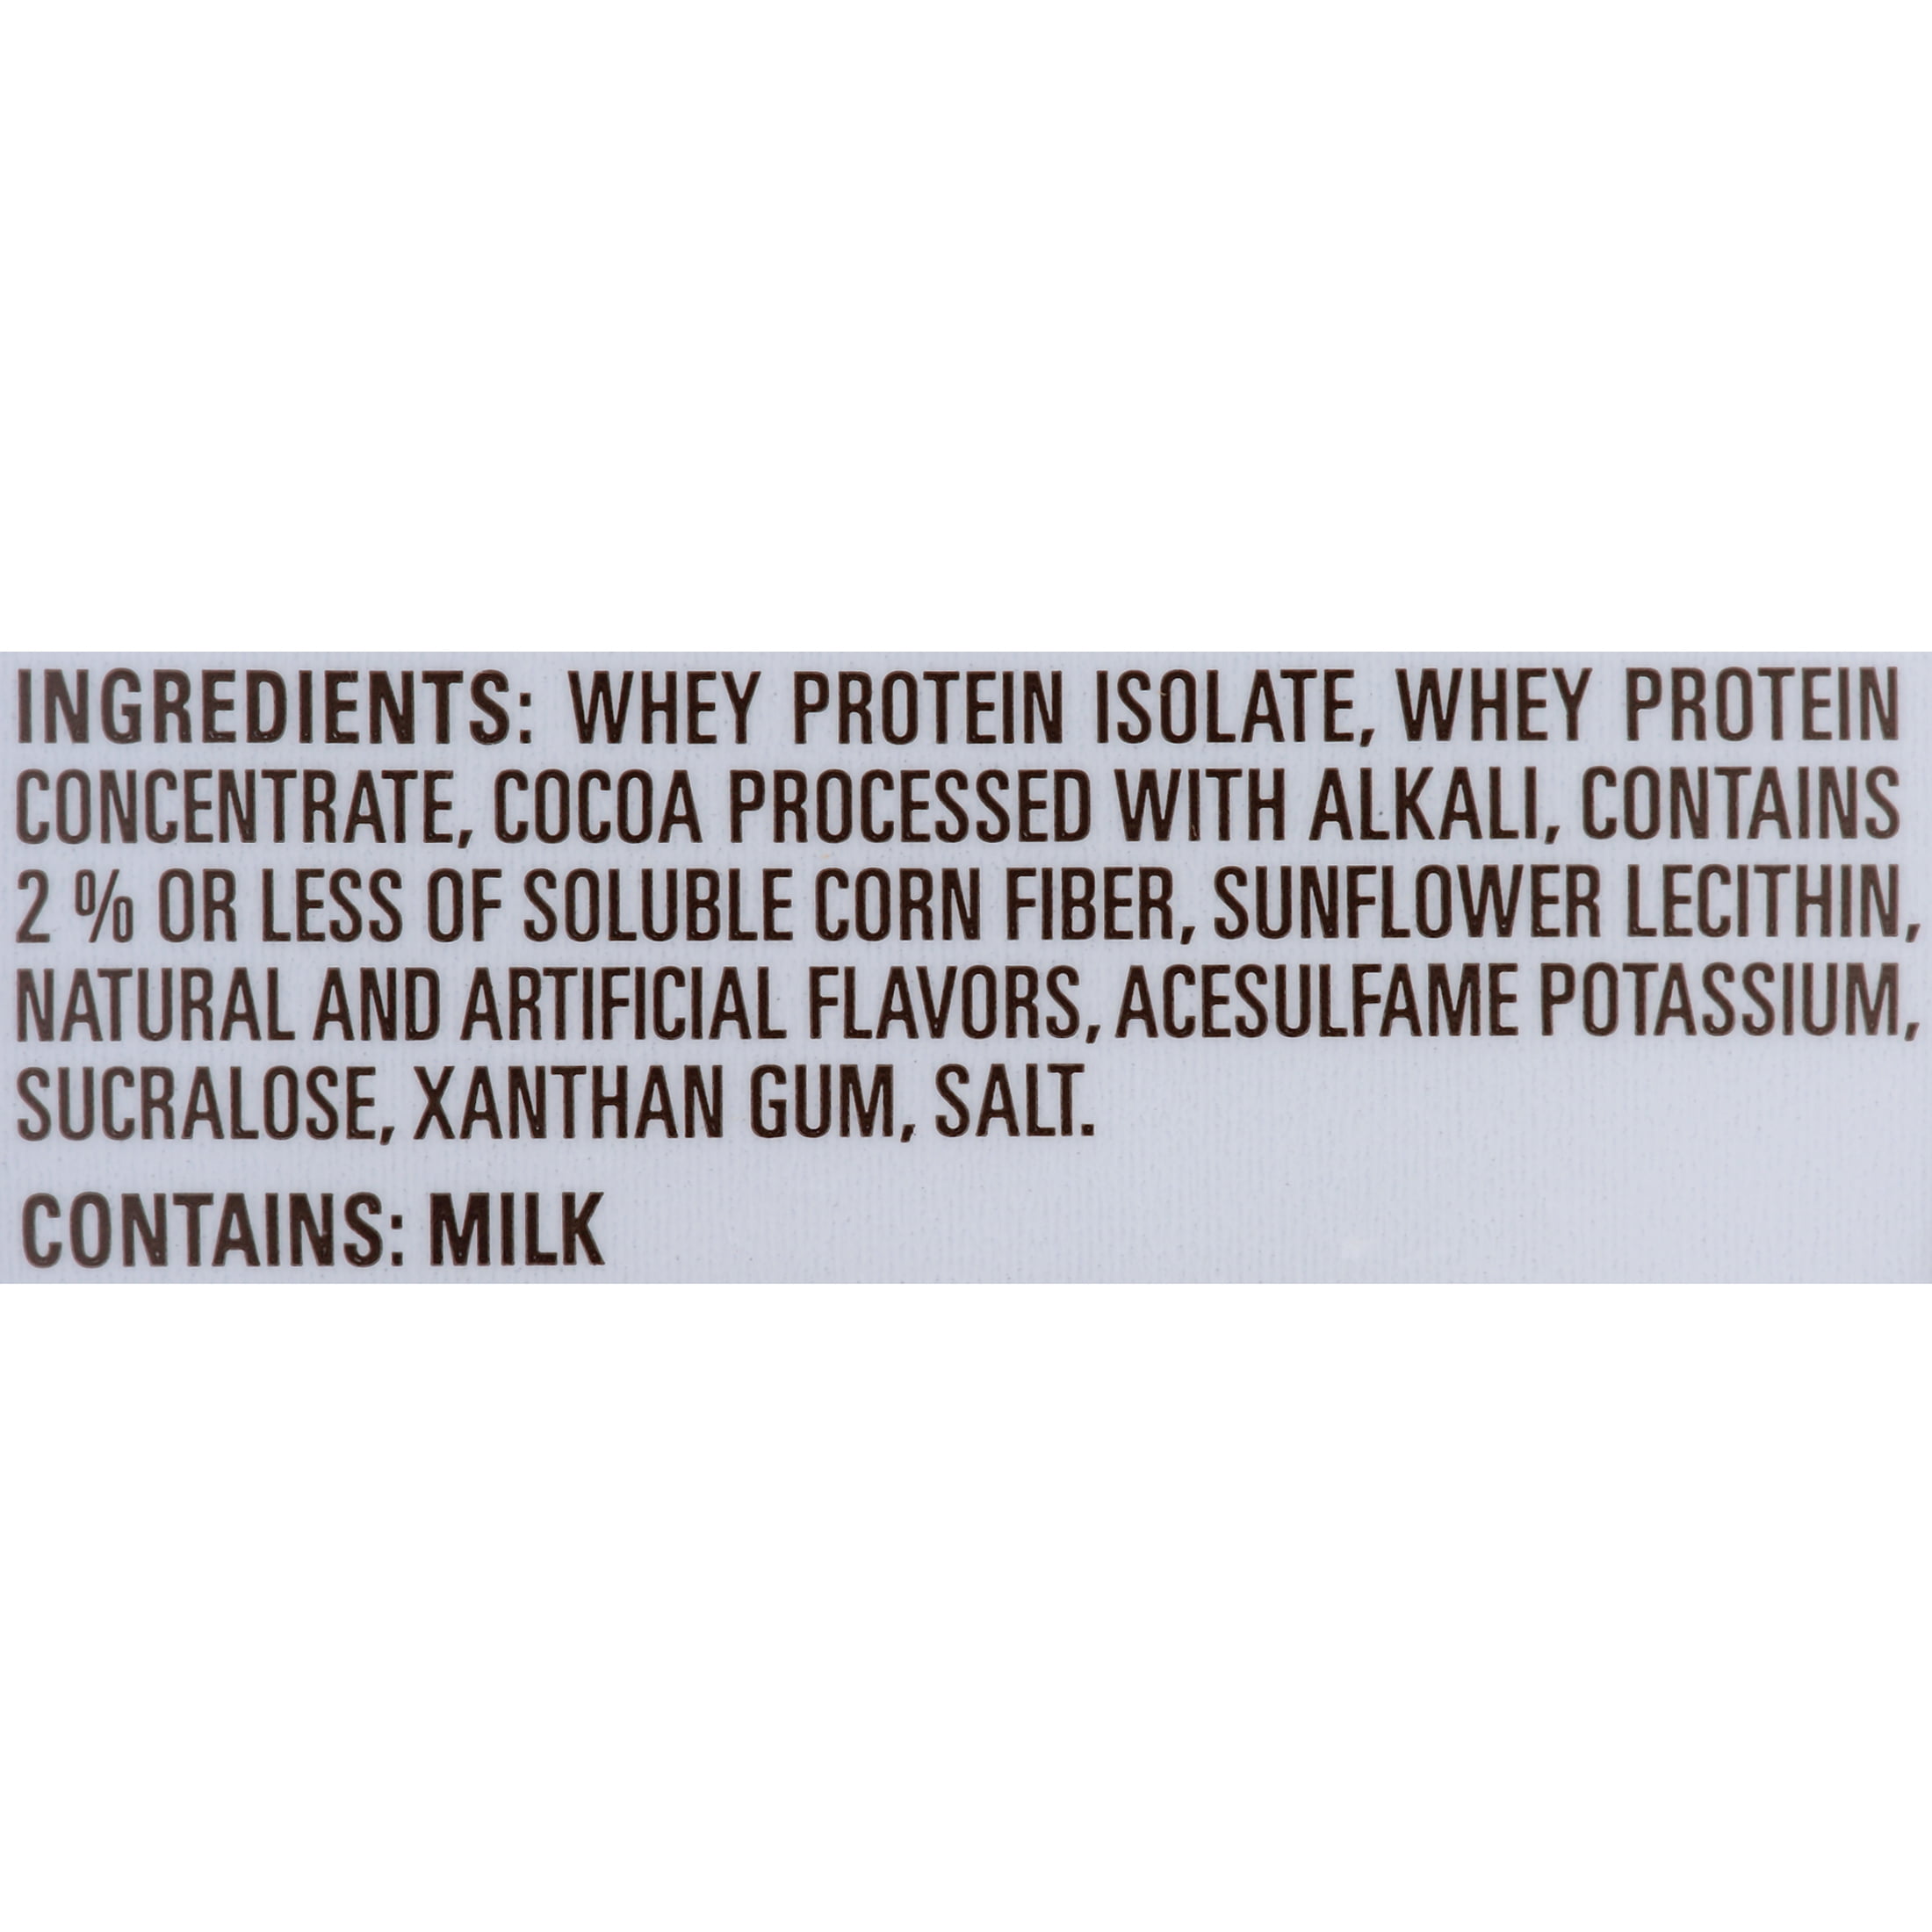 INGREDIENTS: WHEY PROTEIN ISOLATE, WHEY PROTEIN
CONCENTRATE, COCOA PROCESSED WITH ALKALI, CONTAINS
2 % OR LESS OF SOLUBLE CORN FIBER, SUNFLOWER LECITHIN,
NATURAL AND ARTIFICIAL FLAVORS, ACESULFAME POTASSIUM,
SUCRALOSE, XANTHAN GUM, SALT.
CONTAINS: MILK